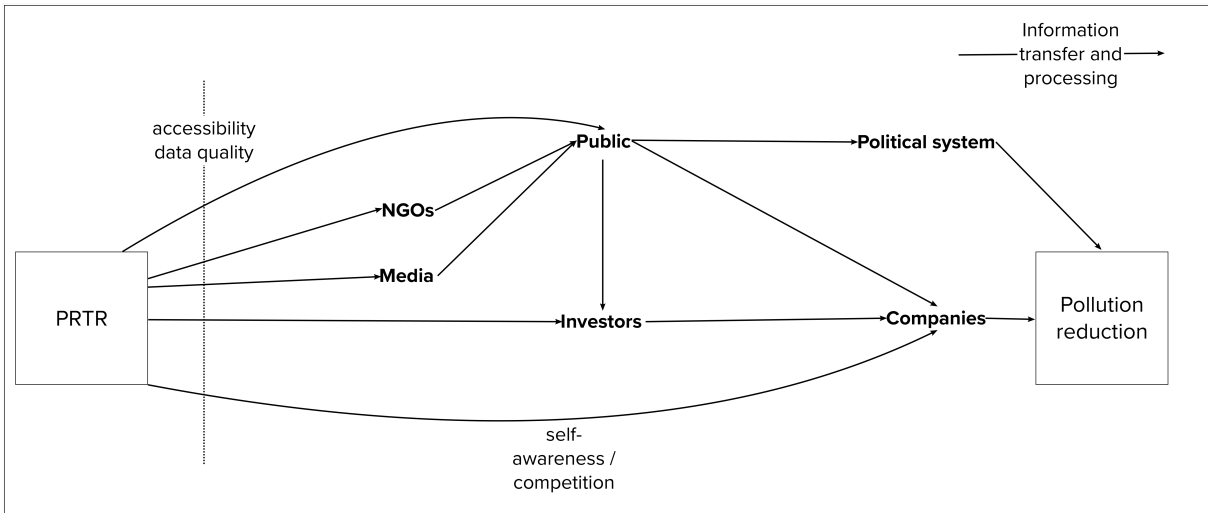 Information
transfer and
processing
accessibility
data quality
Public
Political system
NGOs
Media
PRTR
Investors
Companies
Pollution
reduction
self-
awareness /
competition